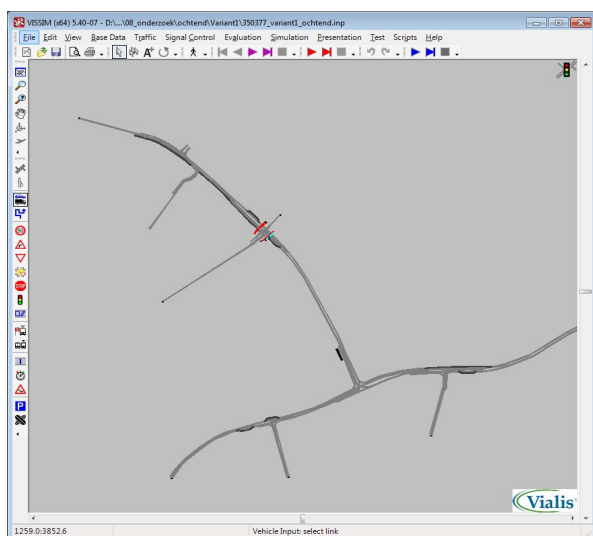 VISSIM (x64) 5.40-07 - D:\...\08_onderzoek\ochtend\Variant1\350377_variant1_ochtend.inp
File Edit View Base Data Traffic Signal Control Evaluation Simulation Presentation Test Scripts Help
STOP
P
Vialis
1259.0:3852.6 Vehicle Input: select link